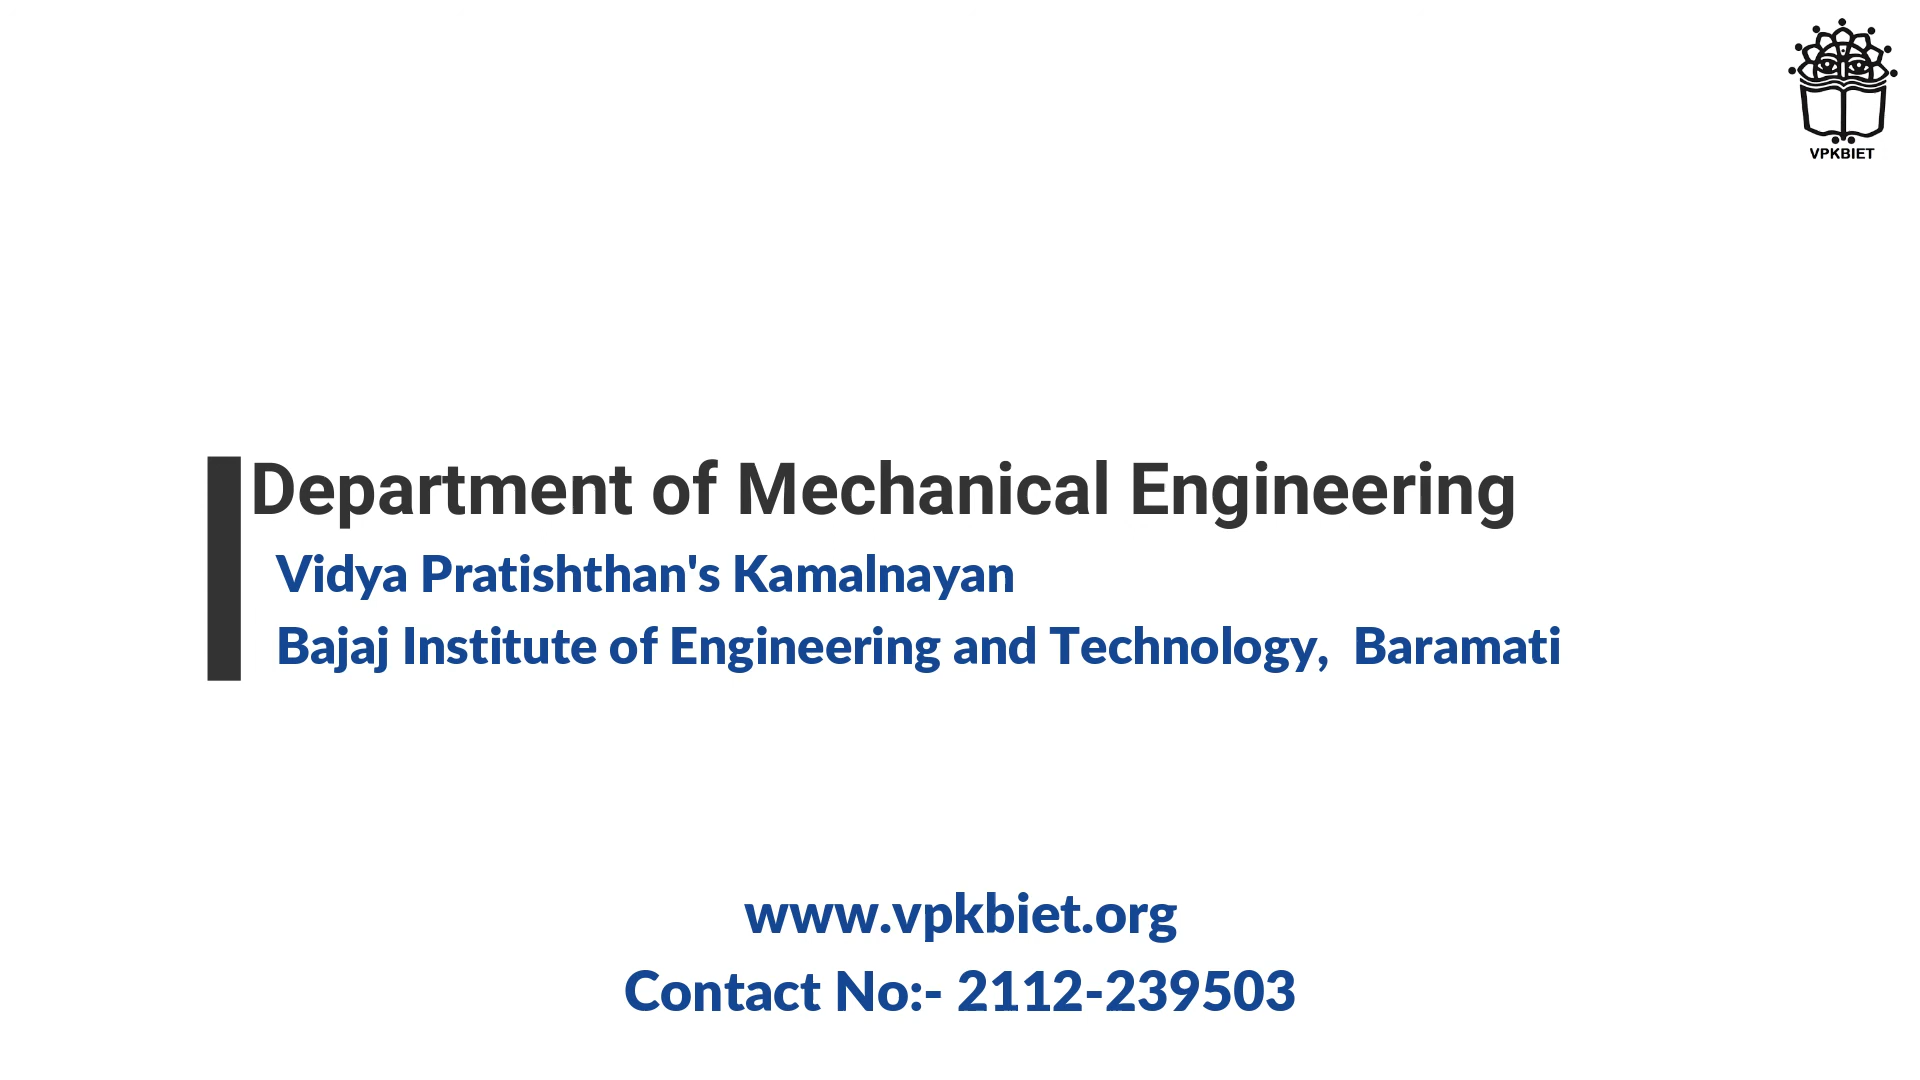 VPKBIET
Department of Mechanical Engineering
Vidya Pratishthan's Kamalnayan
Bajaj Institute of Engineering and Technology, Baramati
www.vpkbiet.org
Contact No:- 2112-239503